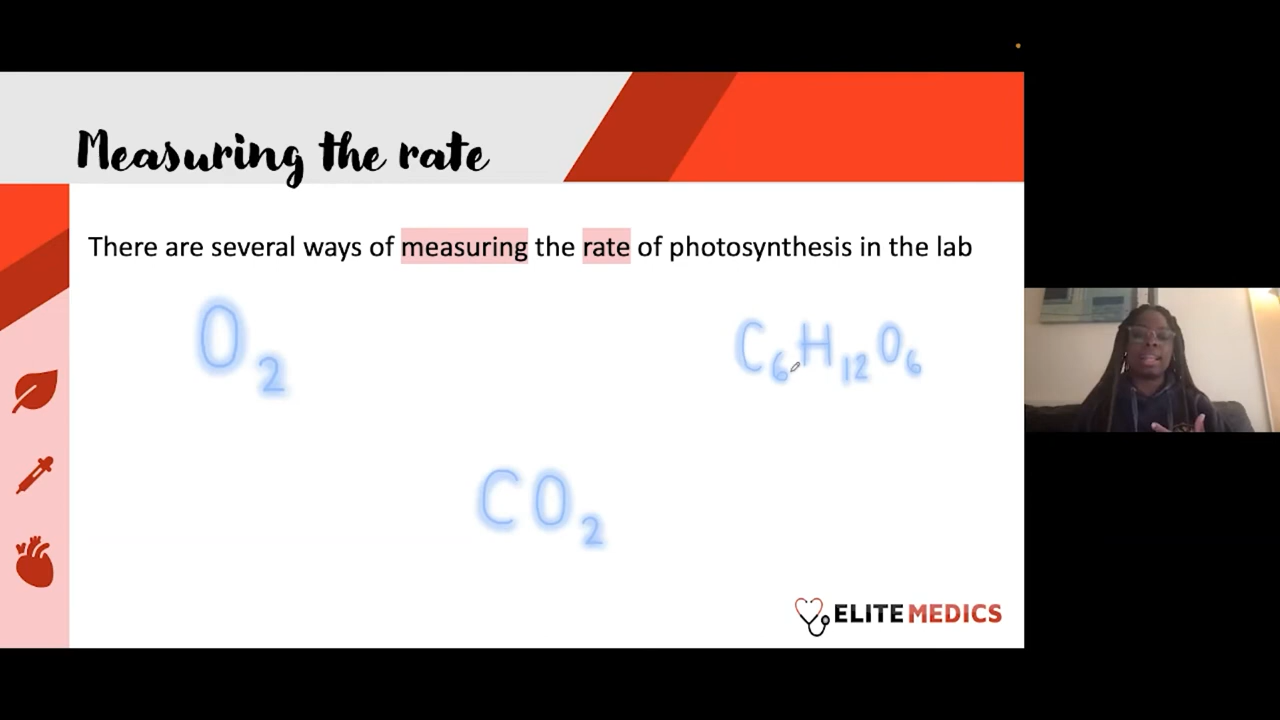 Measuring the rate
There are several ways of measuring the rate of photosynthesis in the lab
O2
C6H12O6
CO2
ELITE MEDICS